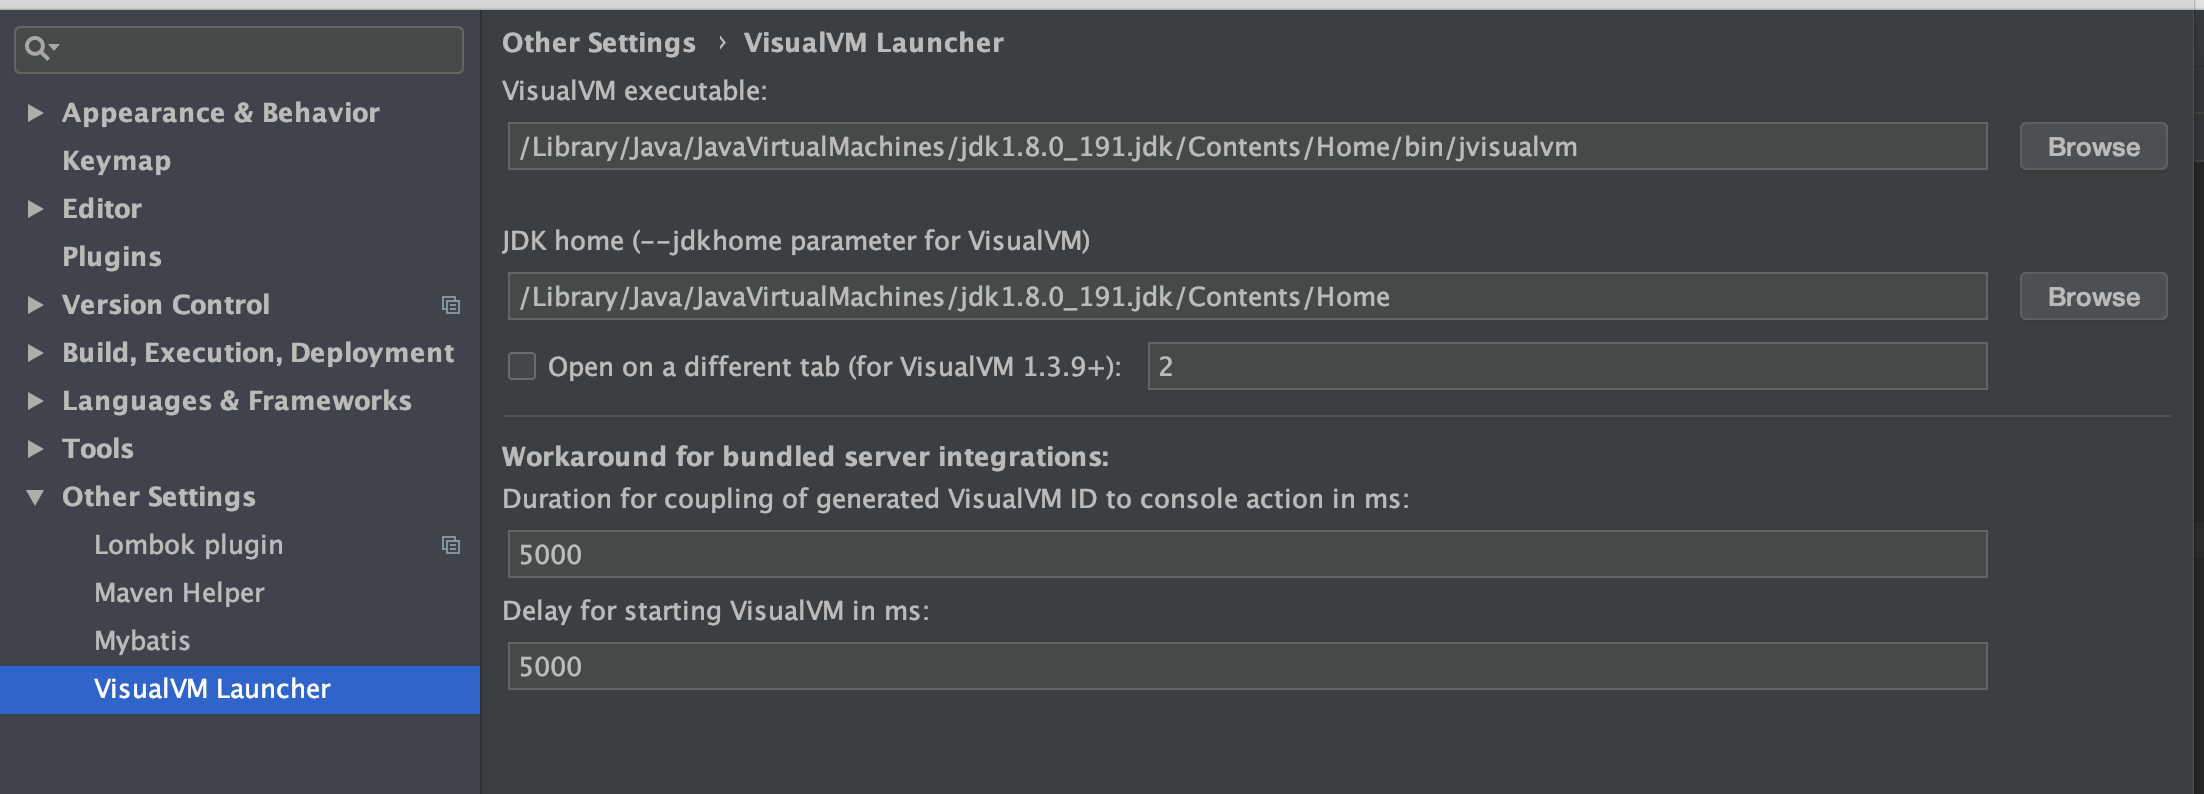 Appearance & Behavior
Keymap
Editor
Plugins
Version Control
Build, Execution, Deployment
Languages & Frameworks
Tools
Other Settings
Lombok plugin
Maven Helper
Mybatis
VisualVM Launcher
Other Settings › VisualVM Launcher
VisualVM executable:
/Library/Java/JavaVirtualMachines/jdk1.8.0_191.jdk/Contents/Home/bin/jvisualvm
Browse
JDK home (--jdkhome parameter for VisualVM)
/Library/Java/JavaVirtualMachines/jdk1.8.0_191.jdk/Contents/Home
Browse
Open on a different tab (for VisualVM 1.3.9+): 2
Workaround for bundled server integrations:
Duration for coupling of generated VisualVM ID to console action in ms:
5000
Delay for starting VisualVM in ms:
5000